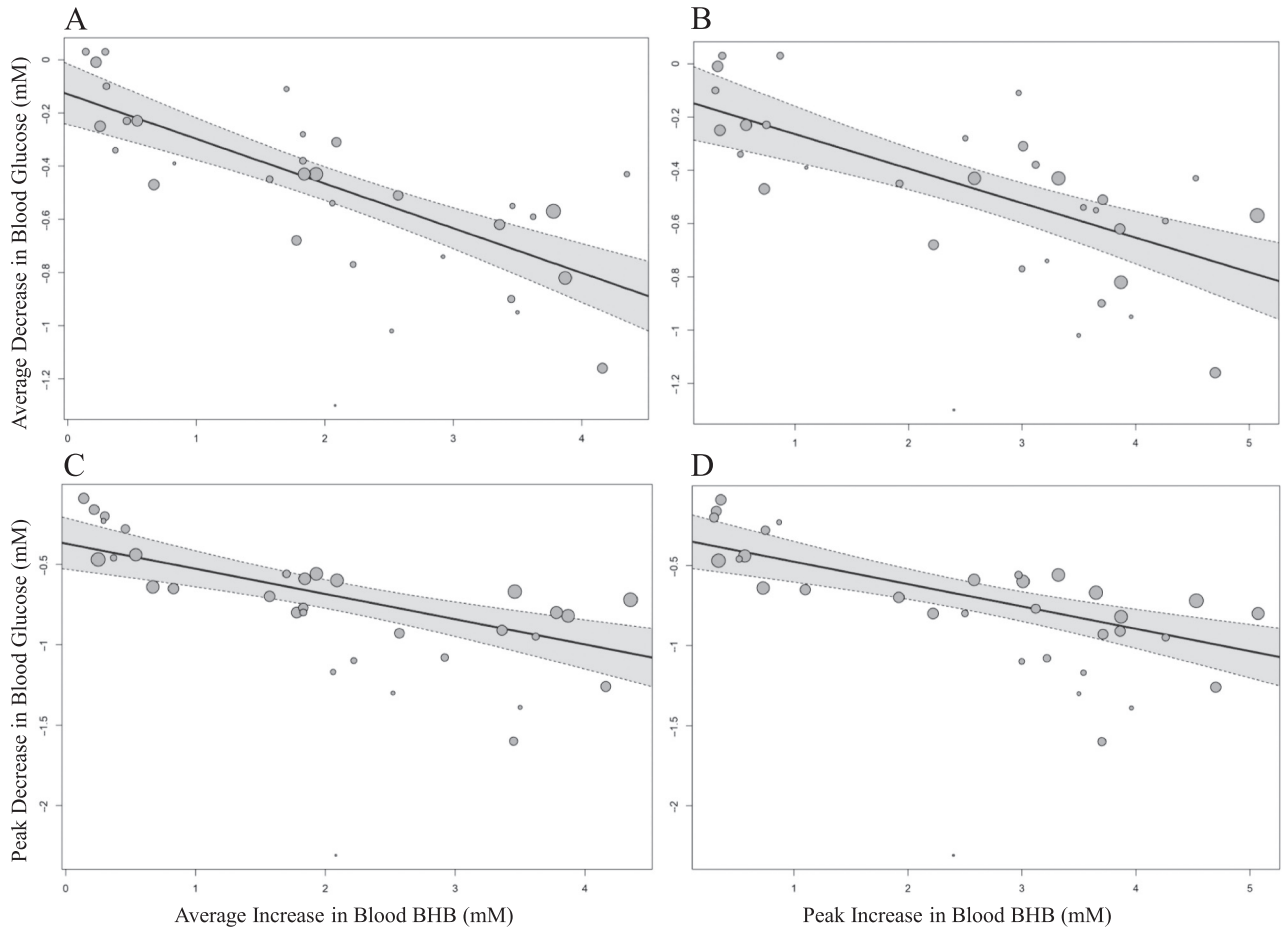 A
B
Average Decrease in Blood Glucose (mM)
0
-0.2
-0.4
-0.6
-0.8
-1
-1.2
0 1 2 3 4
0
-0.2
-0.4
-0.6
-0.8
-1
-1.2
1 2 3 4 5
C
D
Peak Decrease in Blood Glucose (mM)
-0.5
-1
-1.5
-2
0 1 2 3 4
-0.5
-1
-1.5
-2
1 2 3 4 5
Average Increase in Blood BHB (mM)
Peak Increase in Blood BHB (mM)